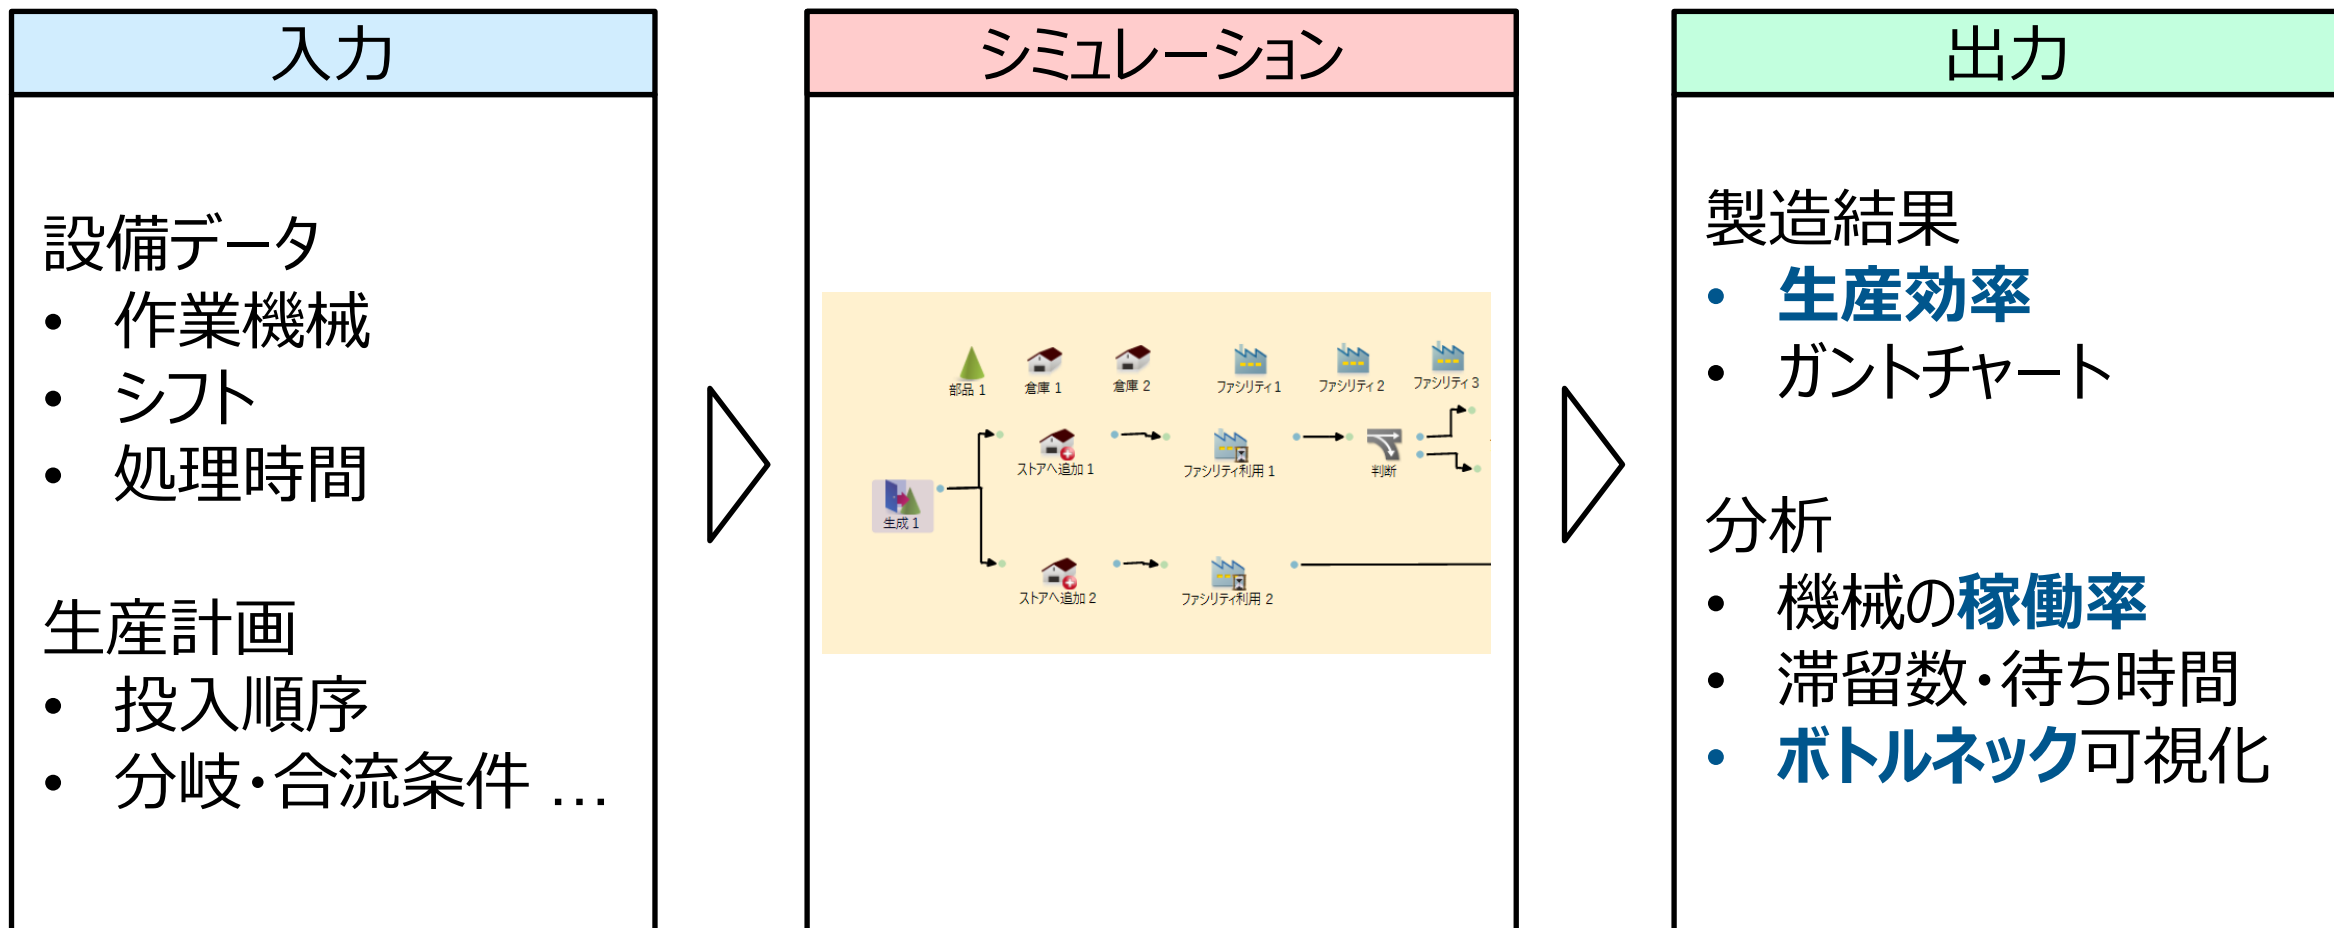 入力
設備データ
• 作業機械
• シフト
• 処理時間
生産計画
• 投入順序
• 分岐・合流条件 …
シミュレーション
部品 1
倉庫 1
倉庫 2
ファシリティ 1
ファシリティ 2
ファシリティ 3
ストアへ追加 1
ファシリティ利用 1
判断
生成 1
ストアへ追加 2
ファシリティ利用 2
出力
製造結果
• 生産効率
• ガントチャート
分析
• 機械の稼働率
• 滞留数・待ち時間
• ボトルネック可視化